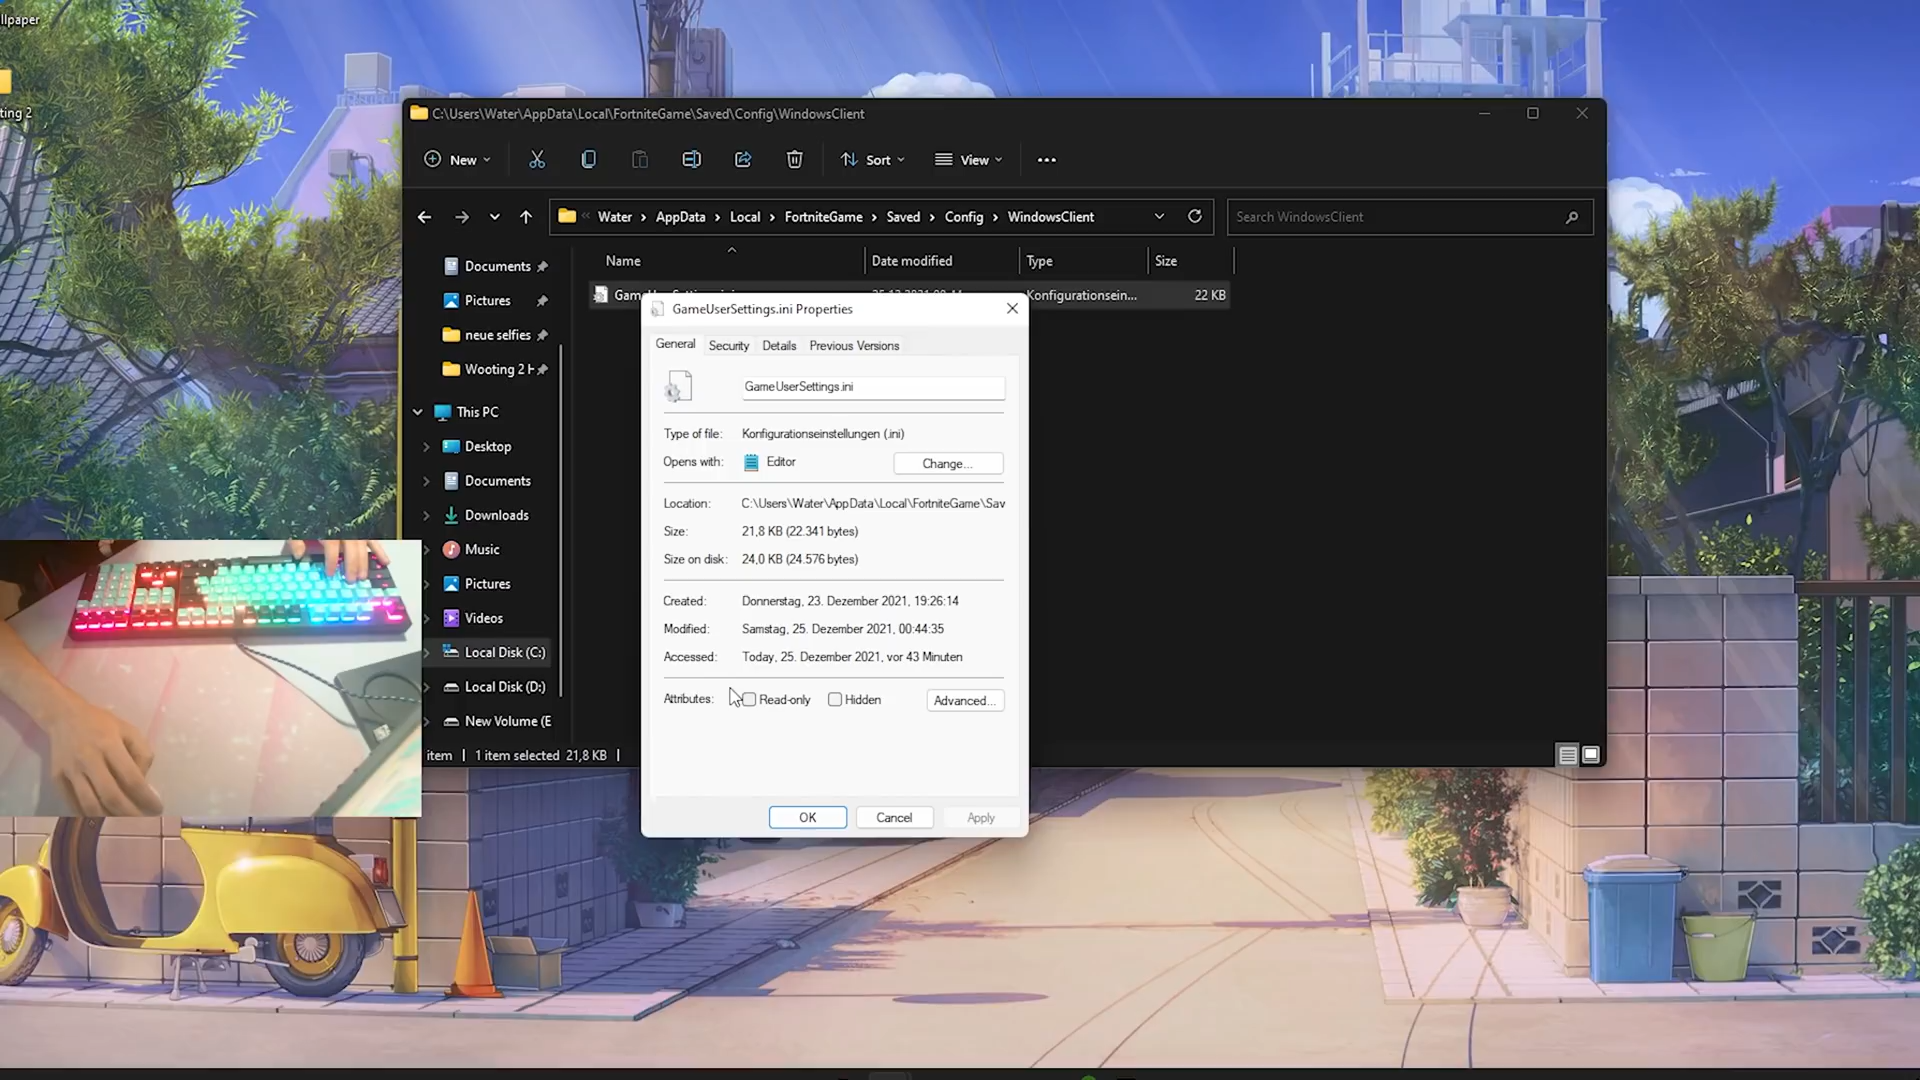 llpaper
ting 2
C:\Users\Water\AppData\Local\FortniteGame\Saved\Config\WindowsClient
New
Sort
View
Water > AppData > Local > FortniteGame > Saved > Config > WindowsClient
Search WindowsClient
Name
Date modified
Type
Size
Documents
Pictures
neue selfies
Wooting 2 H
This PC
Desktop
Documents
Downloads
Music
Pictures
Videos
Local Disk (C:)
Local Disk (D:)
New Volume (E
Konfigurationsein...
22 KB
item
1 item selected 21,8 KB
GameUserSettings.ini Properties
General
Security
Details
Previous Versions
GameUserSettings.ini
Type of file: Konfigurationseinstellungen (.ini)
Opens with: Editor
Change...
Location: C:\Users\Water\AppData\Local\FortniteGame\Sav
Size: 21,8 KB (22.341 bytes)
Size on disk: 24,0 KB (24.576 bytes)
Created: Donnerstag, 23. Dezember 2021, 19:26:14
Modified: Samstag, 25. Dezember 2021, 00:44:35
Accessed: Today, 25. Dezember 2021, vor 43 Minuten
Attributes: Read-only Hidden
Advanced...
OK
Cancel
Apply